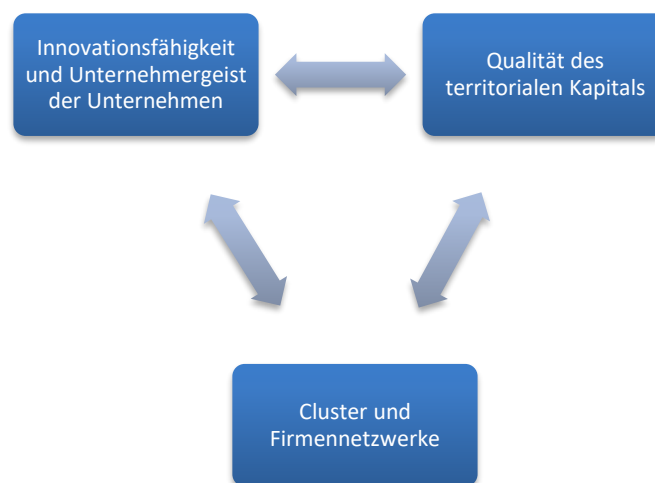 Innovationsfähigkeit
und Unternehmergeist
der Unternehmen
Qualität des
territorialen Kapitals
Cluster und
Firmennetzwerke